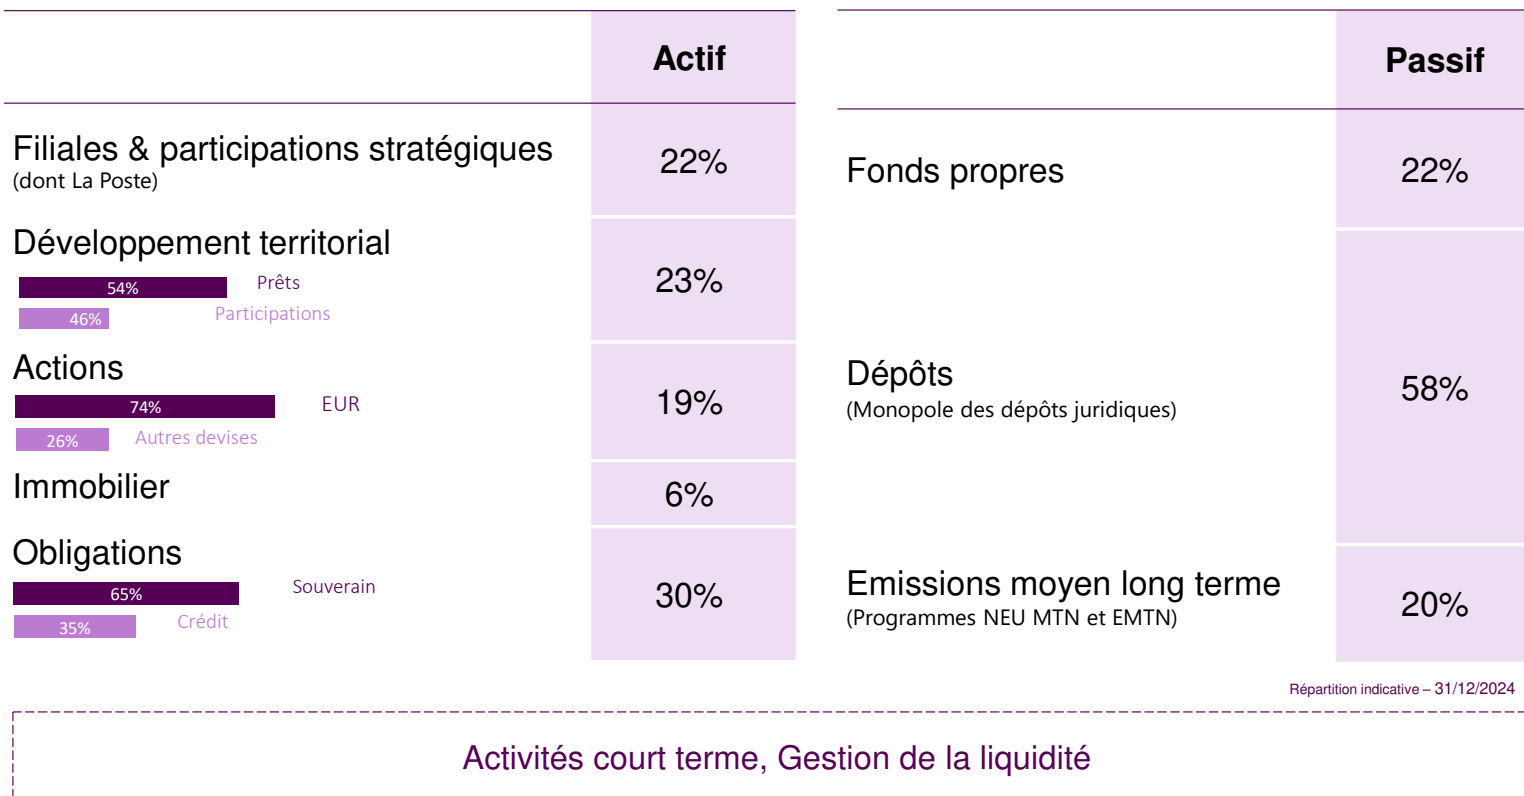 Actif
Filiales & participations stratégiques
(dont La Poste)
22%
Développement territorial
54%
Prêts
46%
Participations
23%
Actions
74%
EUR
26%
Autres devises
19%
Immobilier
6%
Obligations
65%
Souverain
35%
Crédit
30%
Passif
Fonds propres
22%
Dépôts
(Monopole des dépôts juridiques)
58%
Emissions moyen long terme
(Programmes NEU MTN et EMTN)
20%
Répartition indicative – 31/12/2024
Activités court terme, Gestion de la liquidité